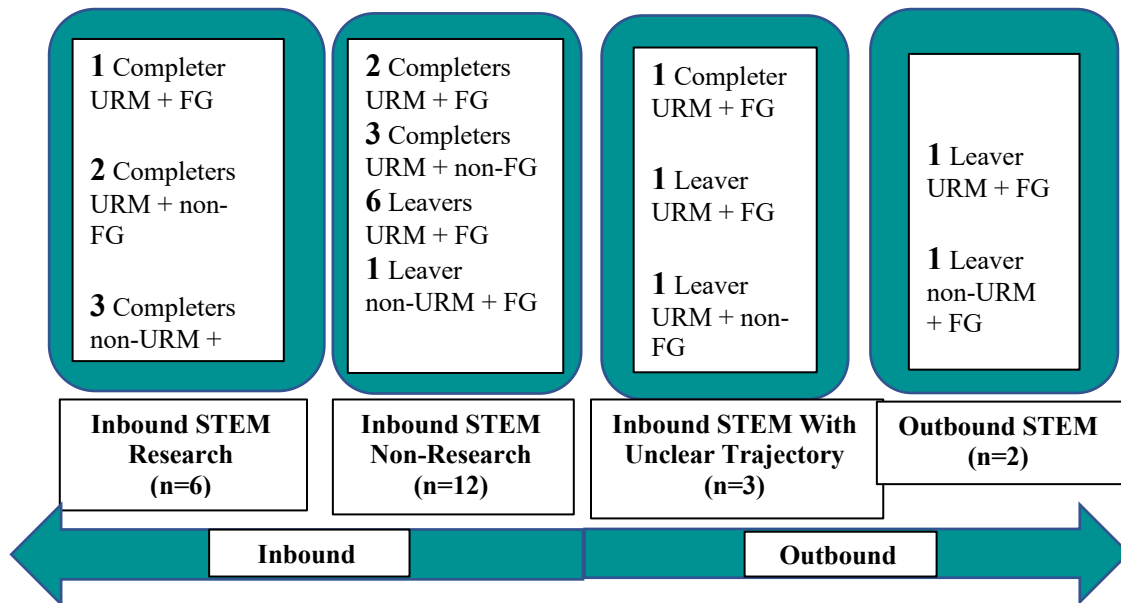 1 Completer
URM + FG
2 Completers
URM + non-
FG
3 Completers
non-URM +
2 Completers
URM + FG
3 Completers
URM + non-FG
6 Leavers
URM + FG
1 Leaver
non-URM + FG
1 Completer
URM + FG
1 Leaver
URM + FG
1 Leaver
URM + non-
FG
1 Leaver
URM + FG
1 Leaver
non-URM
+ FG
Inbound STEM
Research
(n=6)
Inbound STEM
Non-Research
(n=12)
Inbound STEM With
Unclear Trajectory
(n=3)
Outbound STEM
(n=2)
Inbound
Outbound